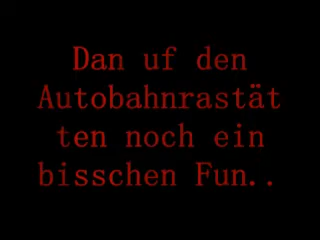 Dan uf den
Autobahnrastät
ten noch ein
bisschen Fun..